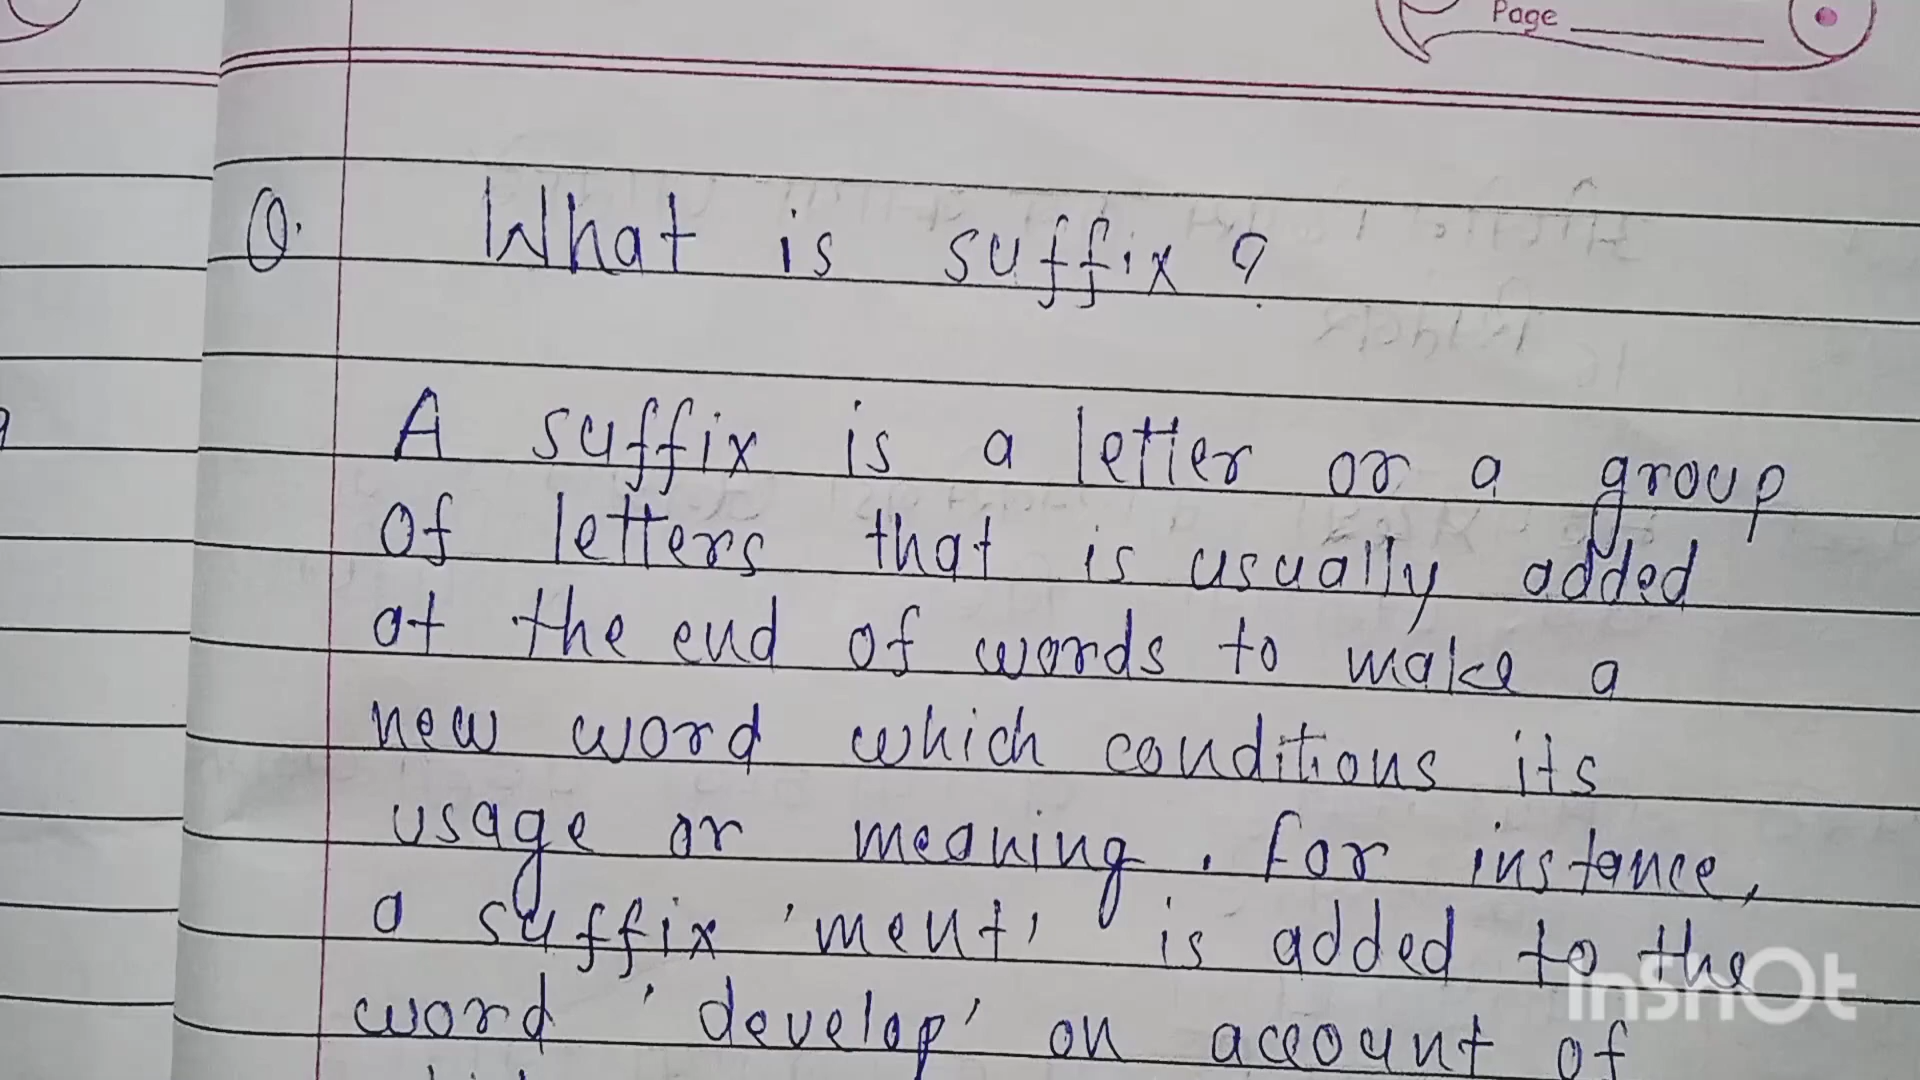 Page
Q. What is suffix ?
A suffix is a letter or a group
of letters that is usually added
at the end of words to make a
new word which conditions its
usage or meaning. For instance,
a suffix 'ment' is added to the
word 'develop' on account of
InShOt